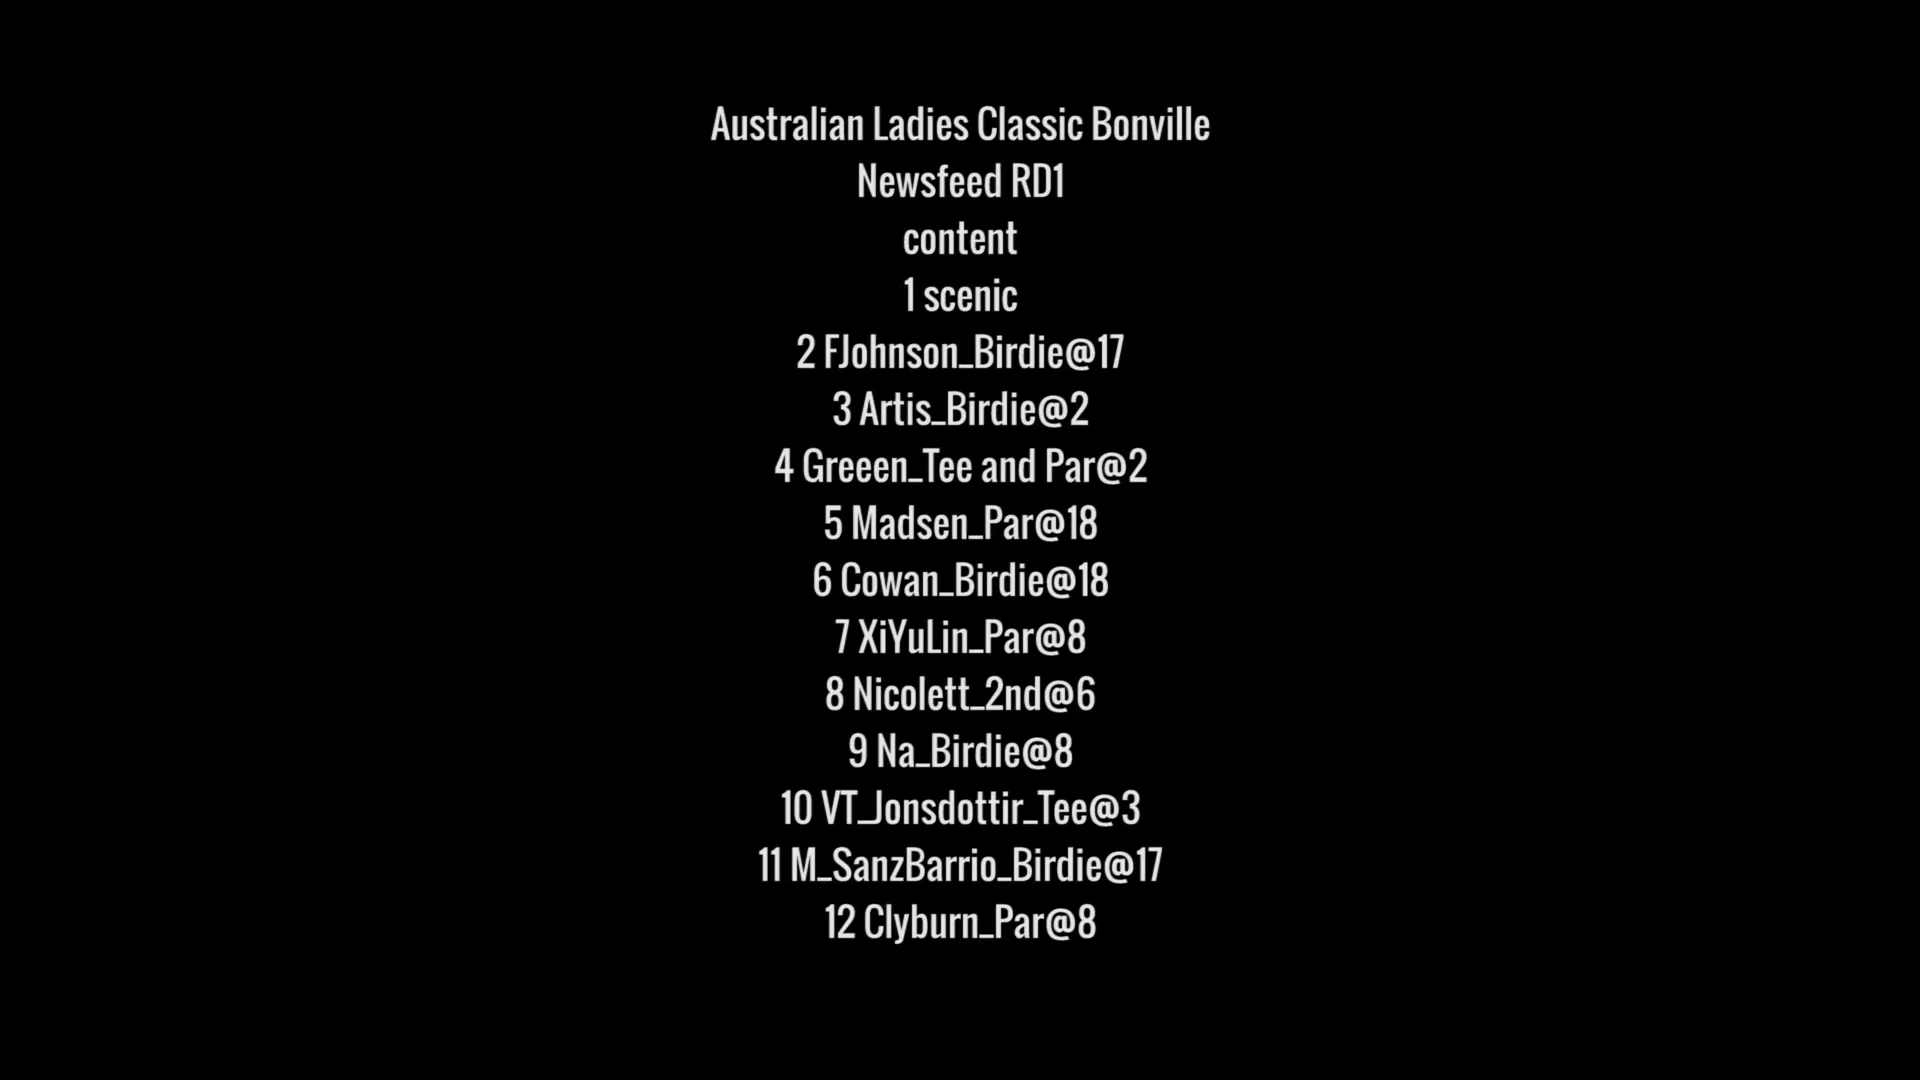 Australian Ladies Classic Bonville
Newsfeed RD1
content
1 scenic
2 FJohnson_Birdie@17
3 Artis_Birdie@2
4 Greeen_Tee and Par@2
5 Madsen_Par@18
6 Cowan_Birdie@18
7 XiYuLin_Par@8
8 Nicolett_2nd@6
9 Na_Birdie@8
10 VT_Jonsdottir_Tee@3
11 M_SanzBarrio_Birdie@17
12 Clyburn_Par@8